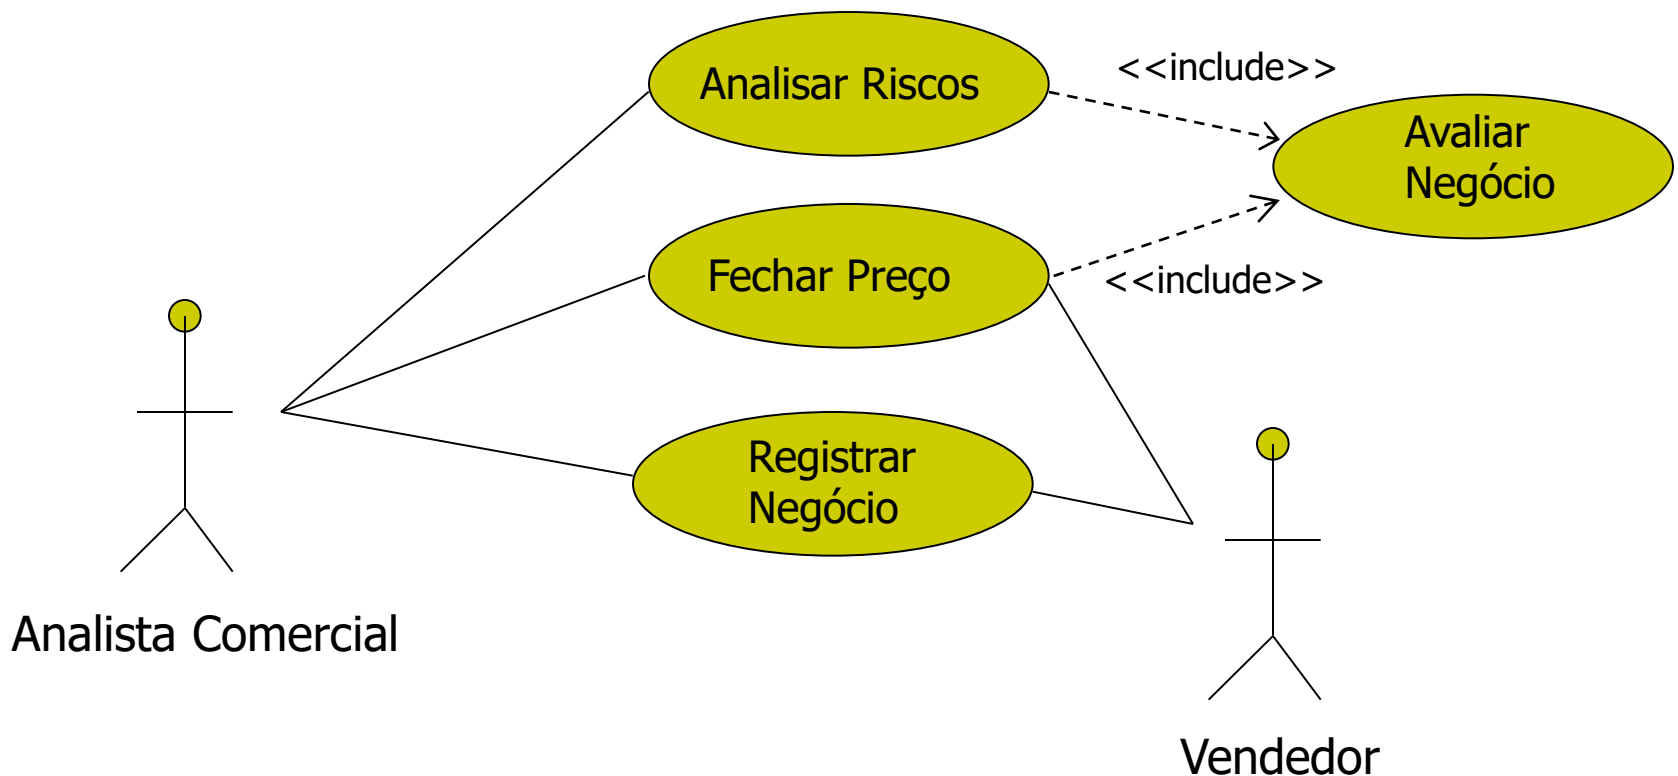 Analisar Riscos
<<include>>
Avaliar
Negócio
Fechar Preço
<<include>>
Registrar
Negócio
Analista Comercial
Vendedor